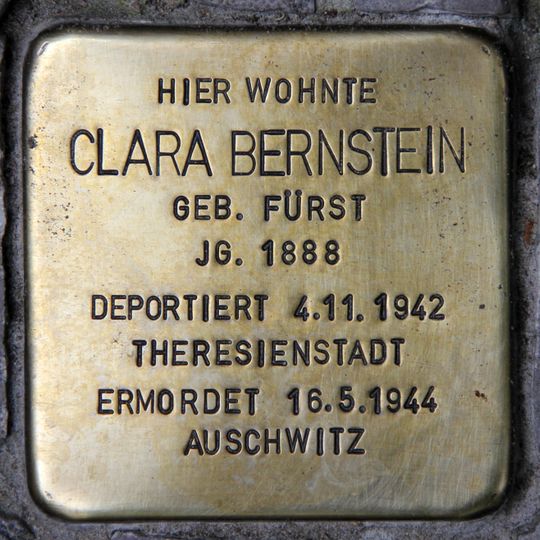 HIER WOHNTE
CLARA BERNSTEIN
GEB. FÜRST
JG. 1888
DEPORTIERT 4.11.1942
THERESIENSTADT
ERMORDET 16.5.1944
AUSCHWITZ